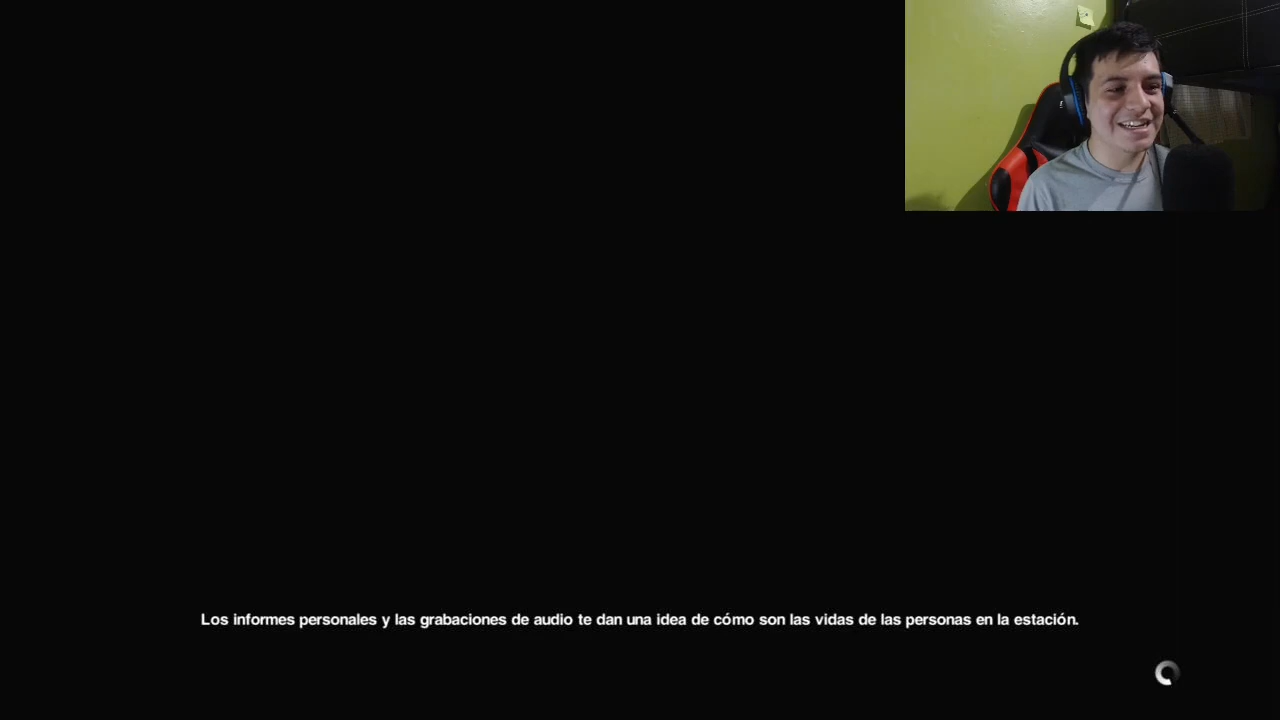 Los informes personales y las grabaciones de audio te dan una idea de cómo son las vidas de las personas en la estación.